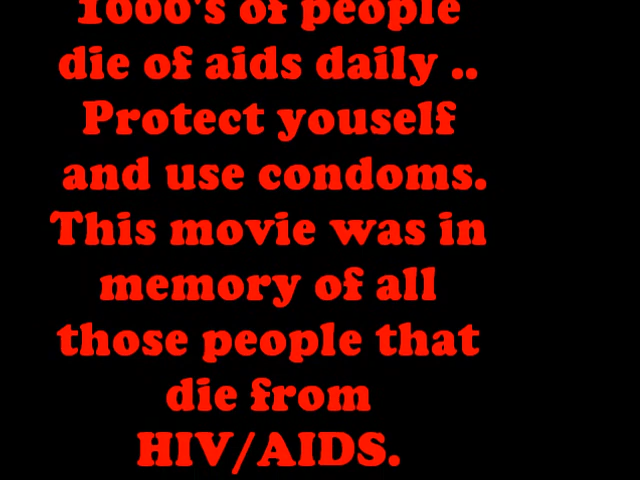 1000's of people
die of aids daily ..
Protect youself
and use condoms.
This movie was in
memory of all
those people that
die from
HIV/AIDS.